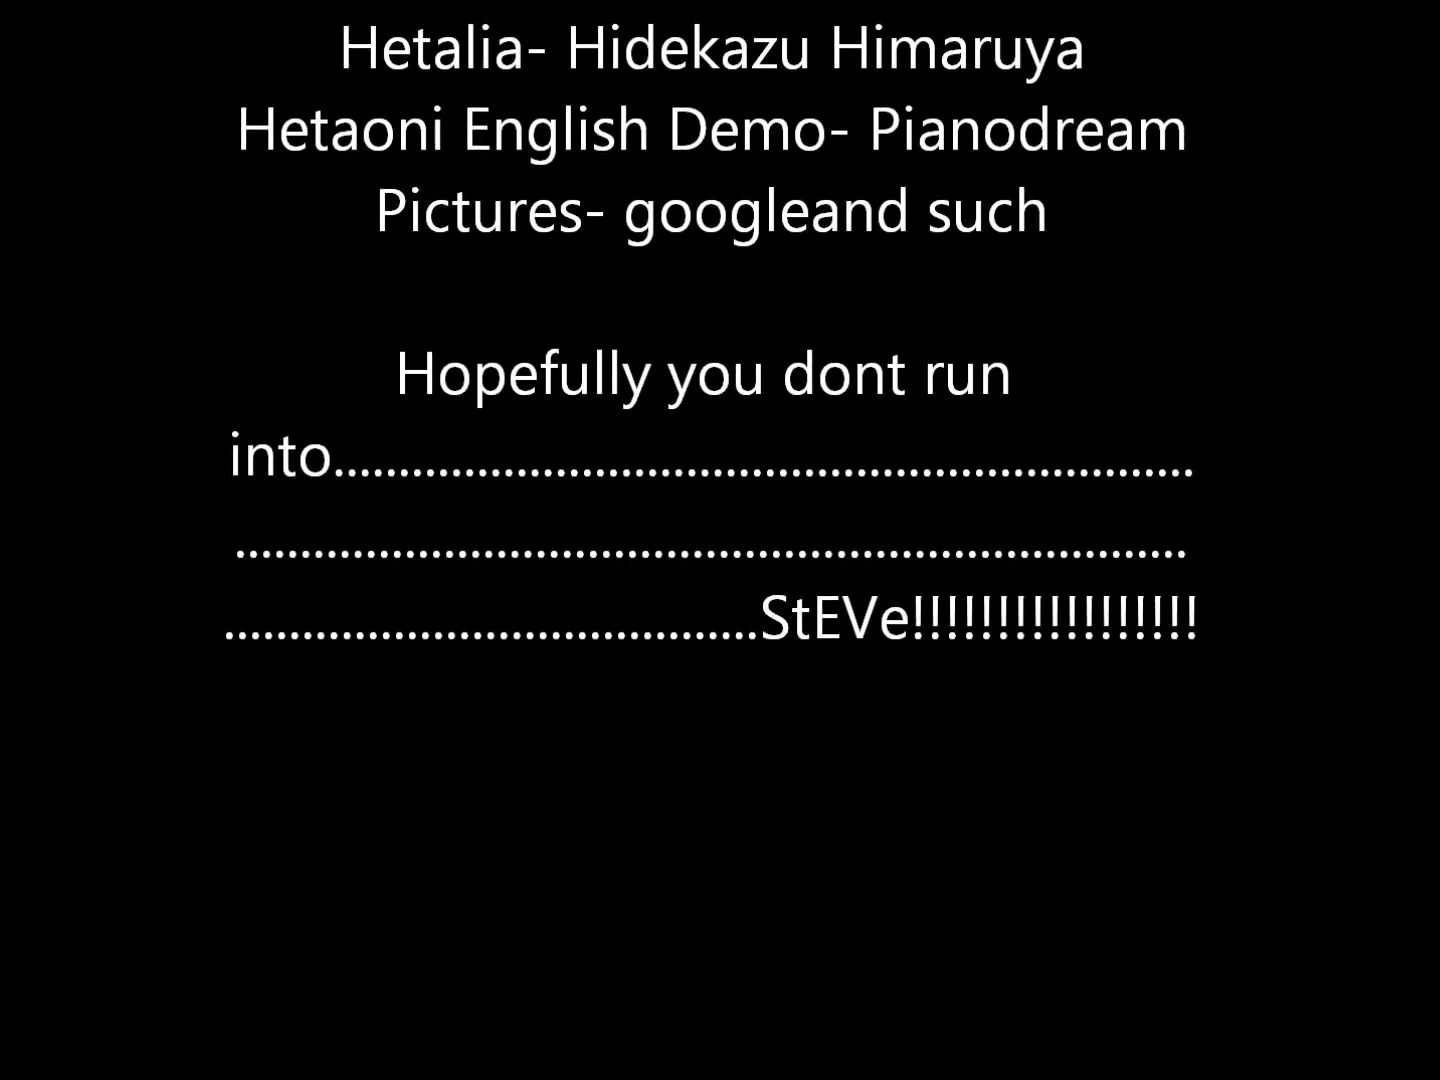 Hetalia- Hidekazu Himaruya
Hetaoni English Demo- Pianodream
Pictures- googleand such
Hopefully you dont run
into..................................................................
.........................................................................
.........................................StEVe!!!!!!!!!!!!!!!!!